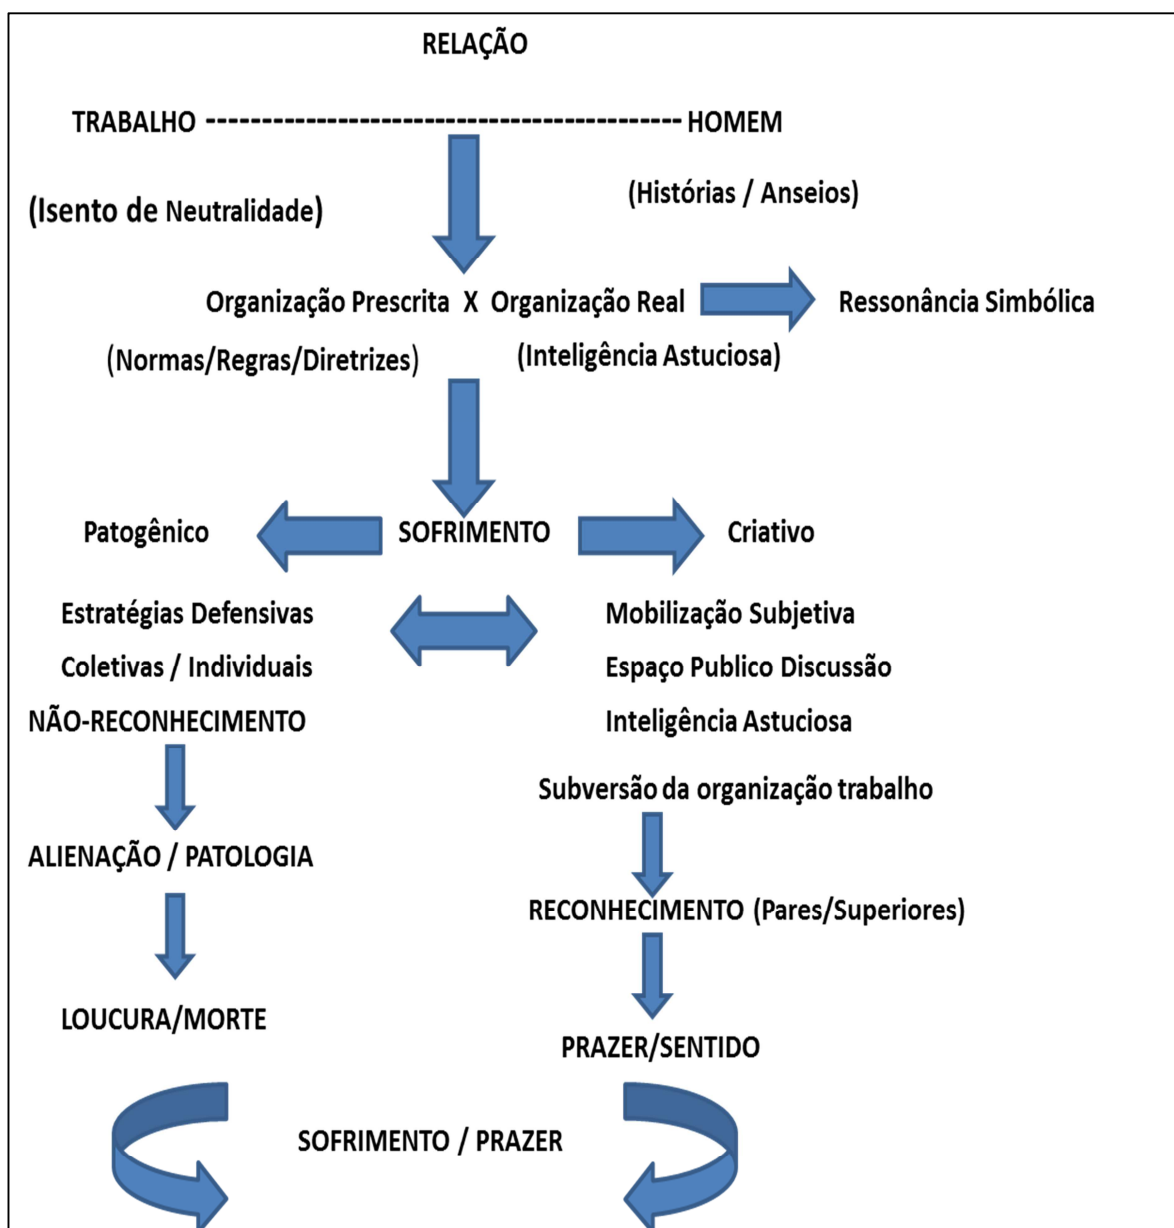 RELAÇÃO
TRABALHO ------------------------------------------- HOMEM
(Isento de Neutralidade)
(Histórias / Anseios)
Organização Prescrita X Organização Real
Ressonância Simbólica
(Normas/Regras/Diretrizes)
(Inteligência Astuciosa)
Patogênico
SOFRIMENTO
Criativo
Estratégias Defensivas
Coletivas / Individuais
NÃO-RECONHECIMENTO
Mobilização Subjetiva
Espaço Publico Discussão
Inteligência Astuciosa
Subversão da organização trabalho
ALIENAÇÃO / PATOLOGIA
RECONHECIMENTO (Pares/Superiores)
LOUCURA/MORTE
PRAZER/SENTIDO
SOFRIMENTO / PRAZER